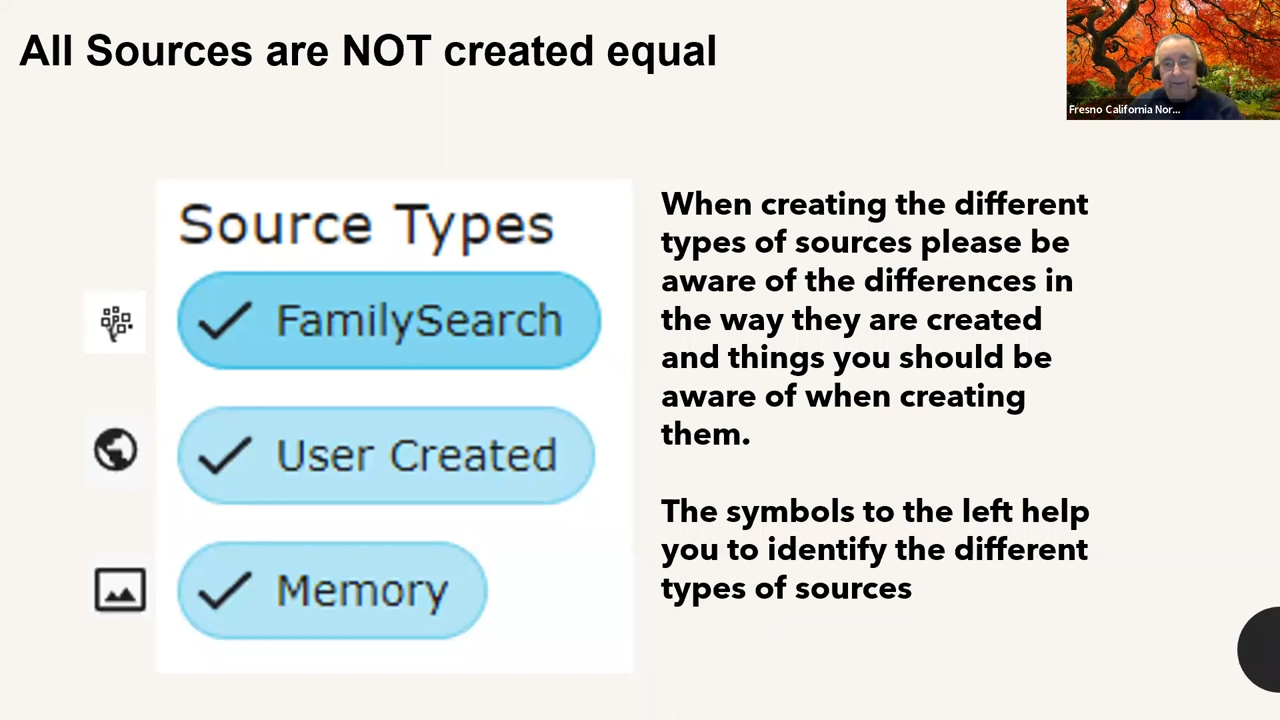 All Sources are NOT created equal
Fresno California Nor...
Source Types
FamilySearch
User Created
Memory
When creating the different
types of sources please be
aware of the differences in
the way they are created
and things you should be
aware of when creating
them.
The symbols to the left help
you to identify the different
types of sources